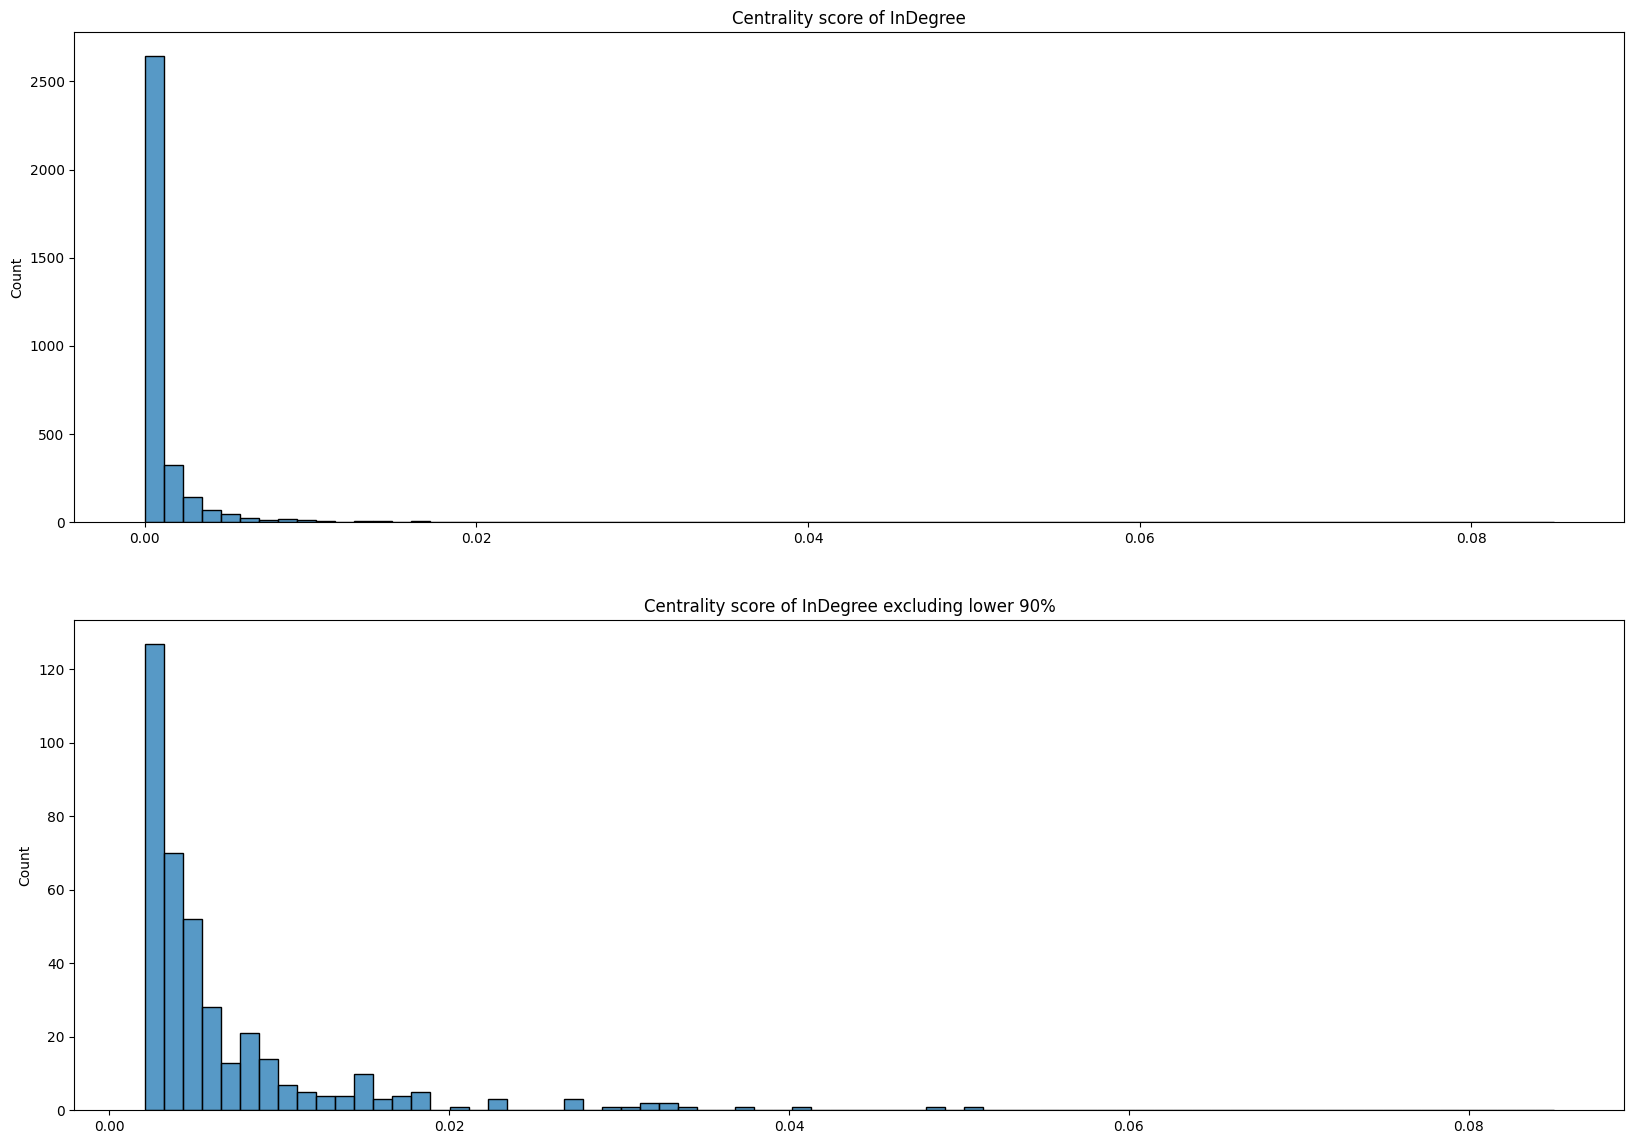 Centrality score of InDegree
Count
2500
2000
1500
1000
500
0
0.00 0.02 0.04 0.06 0.08
Centrality score of InDegree excluding lower 90%
Count
120
100
80
60
40
20
0
0.00 0.02 0.04 0.06 0.08